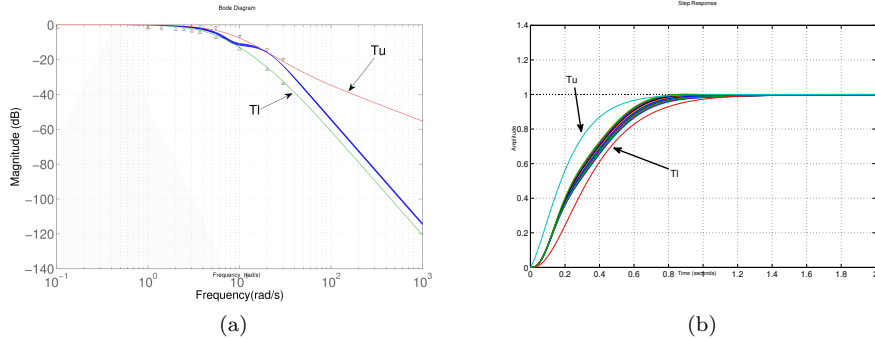 Bode Diagram
Magnitude (dB)
0
−20
−40
−60
−80
−100
−120
−140
Tu
Tl
10^−1
10^0
10^1
10^2
10^3
Frequency (rad/s)
Frequency(rad/s)
(a)
Step Response
Amplitude
1.4
1.2
1
0.8
0.6
0.4
0.2
0
Tu
Tl
0 0.2 0.4 0.6 0.8 1 1.2 1.4 1.6 1.8 2
Time (seconds)
(b)